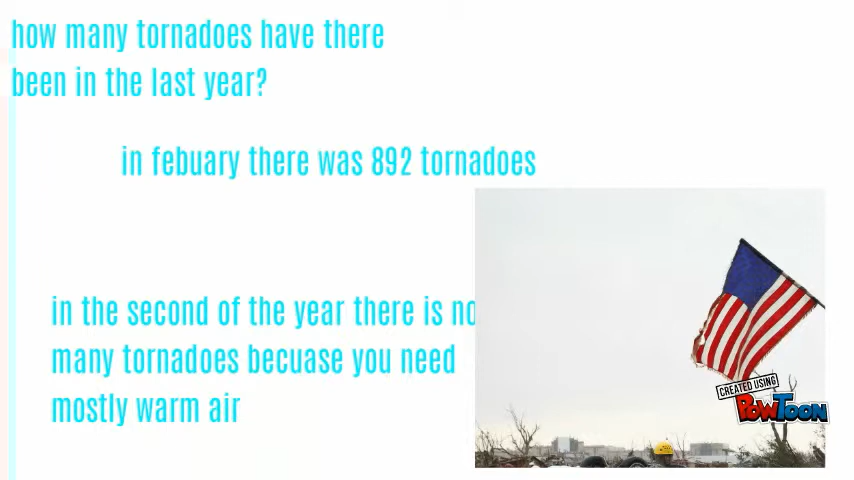 how many tornadoes have there
been in the last year?
in febuary there was 892 tornadoes
in the second of the year there is no
many tornadoes becuase you need
mostly warm air
CREATED USING
POWTOON